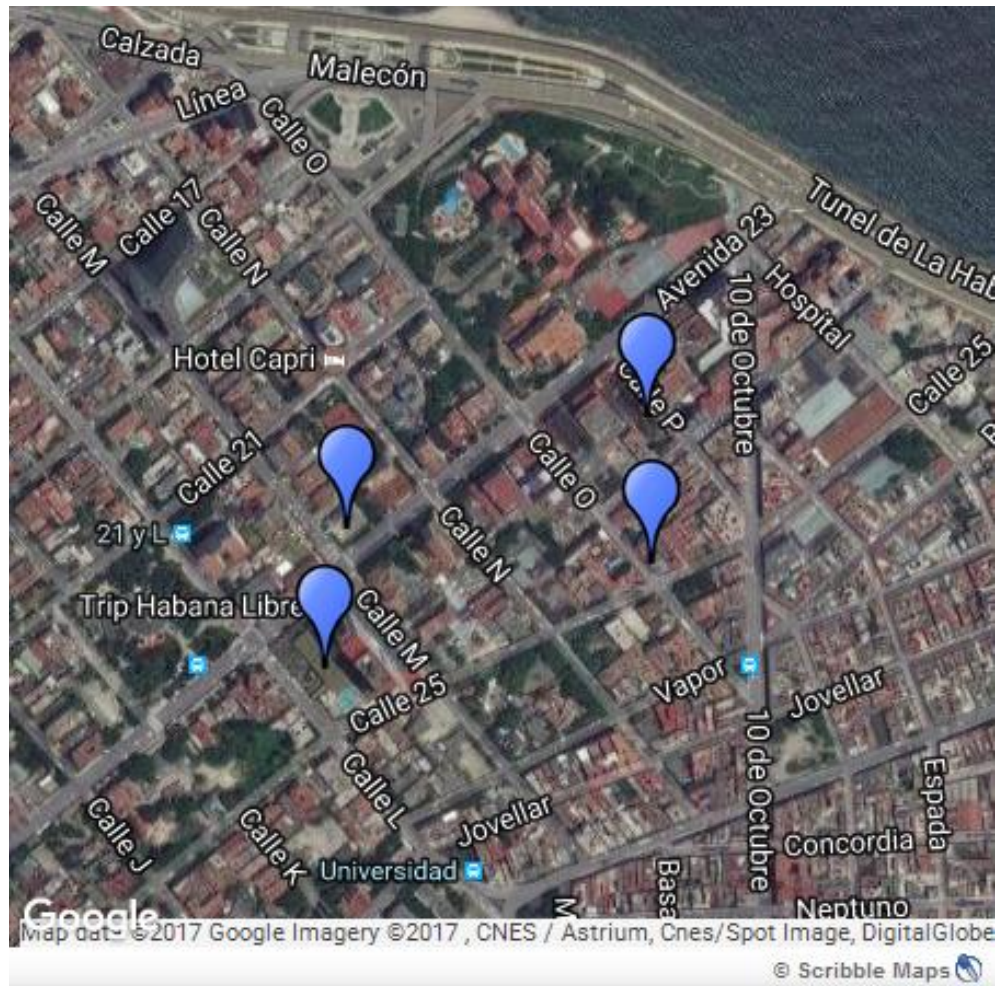 Calzada
Malecón
Línea
Calle O
Calle M
Calle 17
Calle N
Tunel de La Hab
Avenida 23
10 de Octubre
Hospital
Hotel Capri
Calle P
Calle 25
Calle 21
Calle O
21 y L
Calle N
Trip Habana Libre
Calle M
Calle 25
Vapor
Jovellar
10 de Octubre
Calle L
Espada
Calle J
Calle K
Jovellar
Concordia
Universidad
Basa
M
Neptuno
Google
Map data ©2017 Google Imagery ©2017 , CNES / Astrium, Cnes/Spot Image, DigitalGlobe
© Scribble Maps